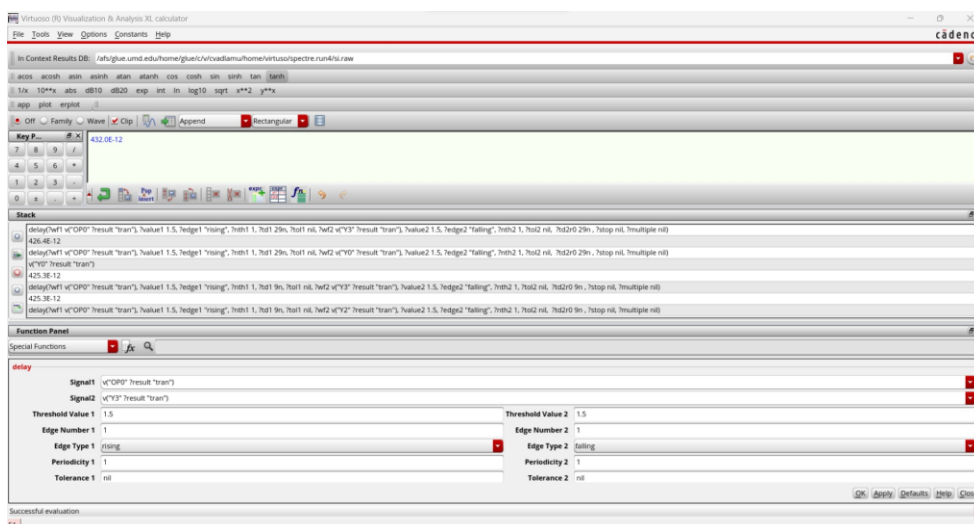 Virtuoso (R) Visualization & Analysis XL calculator
File Tools View Options Constants Help
cādenc
In Context Results DB: /afs/glue.umd.edu/home/glue/c/v/cvadlamu/home/virtuso/spectre.run4/si.raw
acos acosh asin asinh atan atanh cos cosh sin sinh tan tanh
1/x 10**x abs dB10 dB20 exp int ln log10 sqrt x**2 y**x
app plot erplot
Off Family Wave Clip Append Rectangular
Key P...
432.0E-12
7 8 9 /
4 5 6 *
1 2 3 -
0 ± . +
Pop Insert expr expr fn
Stack
delay(?wf1 v("OP0" ?result "tran"), ?value1 1.5, ?edge1 "rising", ?nth1 1, ?td1 29n, ?tol1 nil, ?wf2 v("Y3" ?result "tran"), ?value2 1.5, ?edge2 "falling", ?nth2 1, ?tol2 nil, ?td2r0 29n , ?stop nil, ?multiple nil)
426.4E-12
delay(?wf1 v("OP0" ?result "tran"), ?value1 1.5, ?edge1 "rising", ?nth1 1, ?td1 29n, ?tol1 nil, ?wf2 v("Y0" ?result "tran"), ?value2 1.5, ?edge2 "falling", ?nth2 1, ?tol2 nil, ?td2r0 29n , ?stop nil, ?multiple nil)
v("Y0" ?result "tran")
425.3E-12
delay(?wf1 v("OP0" ?result "tran"), ?value1 1.5, ?edge1 "rising", ?nth1 1, ?td1 9n, ?tol1 nil, ?wf2 v("Y3" ?result "tran"), ?value2 1.5, ?edge2 "falling", ?nth2 1, ?tol2 nil, ?td2r0 9n , ?stop nil, ?multiple nil)
425.3E-12
delay(?wf1 v("OP0" ?result "tran"), ?value1 1.5, ?edge1 "rising", ?nth1 1, ?td1 9n, ?tol1 nil, ?wf2 v("Y2" ?result "tran"), ?value2 1.5, ?edge2 "falling", ?nth2 1, ?tol2 nil, ?td2r0 9n , ?stop nil, ?multiple nil)
Function Panel
Special Functions fx
delay
Signal1 v("OP0" ?result "tran")
Signal2 v("Y3" ?result "tran")
Threshold Value 1 1.5 Threshold Value 2 1.5
Edge Number 1 1 Edge Number 2 1
Edge Type 1 rising Edge Type 2 falling
Periodicity 1 1 Periodicity 2 1
Tolerance 1 nil Tolerance 2 nil
OK Apply Defaults Help Clos
Successful evaluation